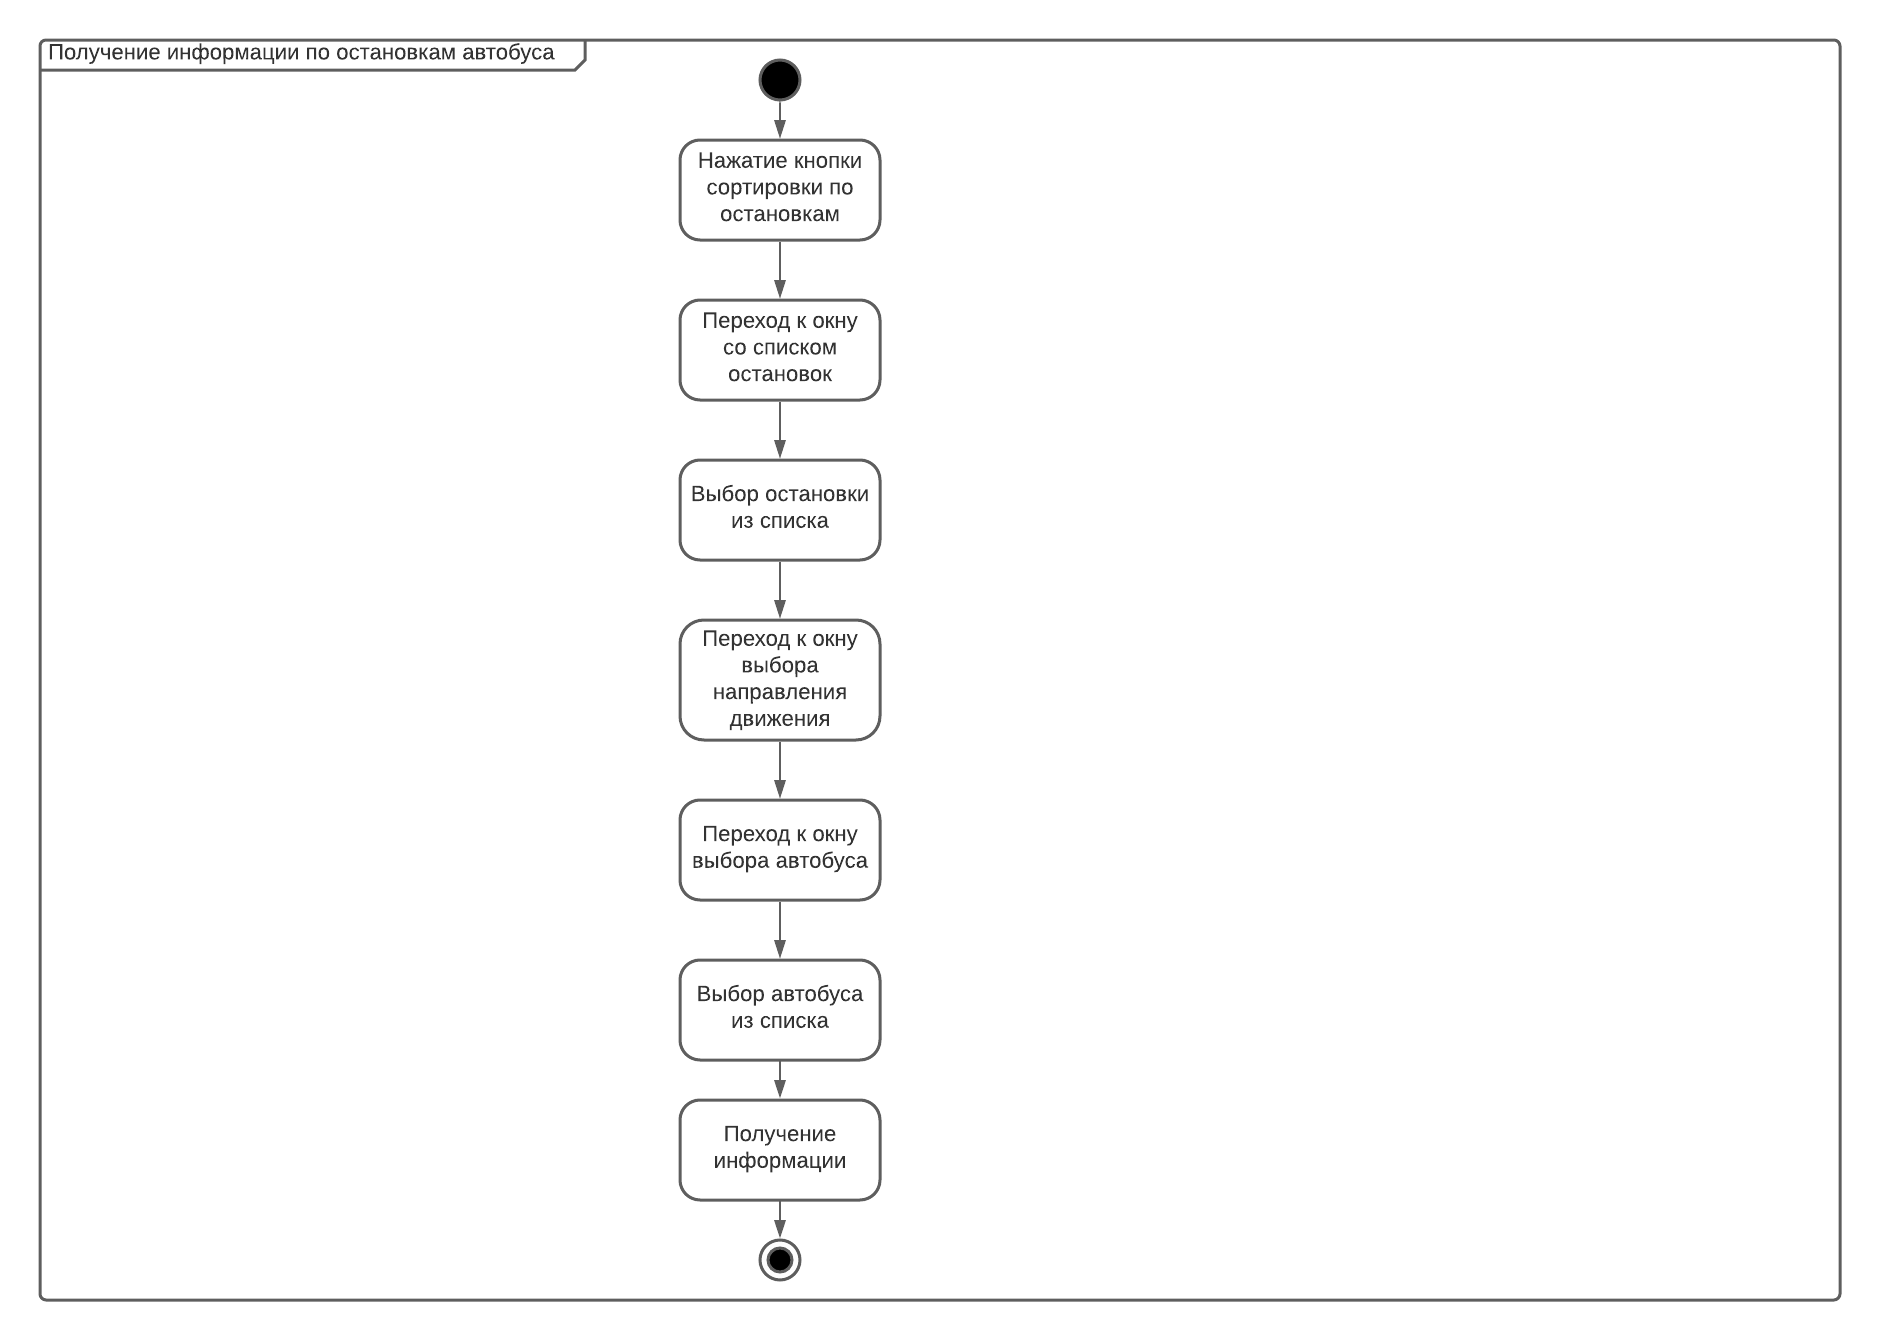 Получение информации по остановкам автобуса
Нажатие кнопки
сортировки по
остановкам
Переход к окну
со списком
остановок
Выбор остановки
из списка
Переход к окну
выбора
направления
движения
Переход к окну
выбора автобуса
Выбор автобуса
из списка
Получение
информации